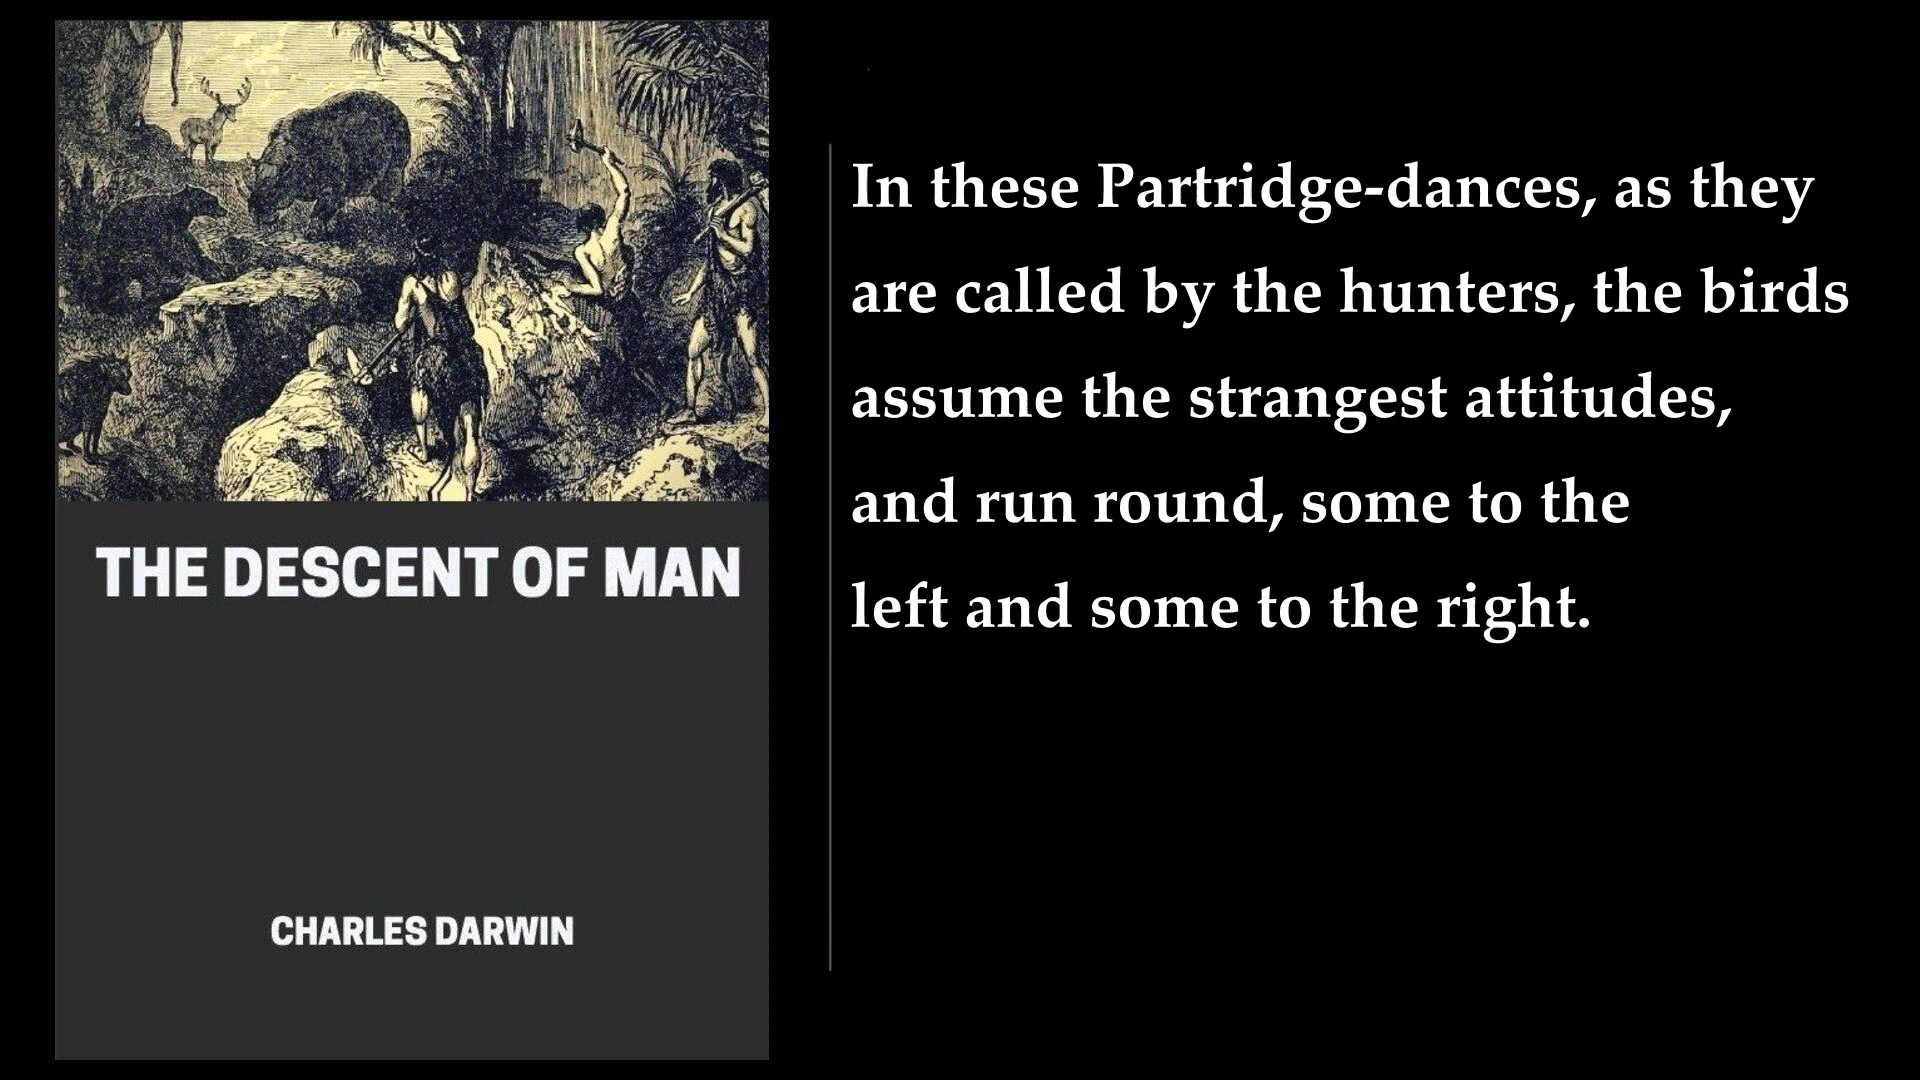 THE DESCENT OF MAN
CHARLES DARWIN
In these Partridge-dances, as they
are called by the hunters, the birds
assume the strangest attitudes,
and run round, some to the
left and some to the right.